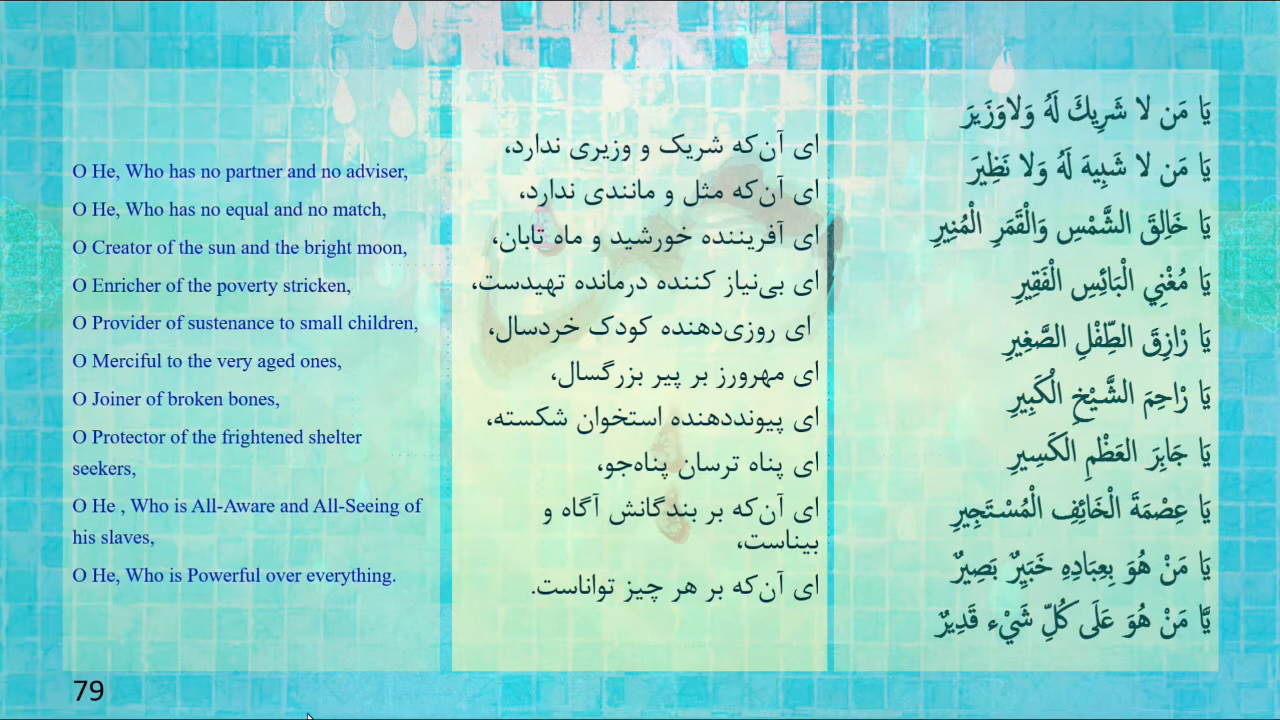 يَا مَن لا شَرِيكَ لَهُ وَلاوَزَيرَ
يَا مَن لا شَبِيهَ لَهُ وَلا نَظِيرَ
يَا خَالِقَ الشَّمْسِ وَالْقَمَرِ الْمُنِيرِ
يَا مُغْنِي الْبَائِسِ الْفَقِيرِ
يَا رْازِقَ الطِّفْلِ الصَّغِيرِ
يَا رْاحِمَ الشَّيْخِ الْكَبِيرِ
يَا جَابِرَ العَظْمِ الْكَسِيرِ
يَا عِصْمَةَ الْخَائِفِ الْمُسْتَجِيرِ
يَا مَنْ هُوَ بِعِبَادِهِ خَبَيِرٌ بَصِيرٌ
يَّا مَنْ هُوَ عَلَى كُلِّ شَيْء قَدِيرٌ
ای آن‌که شریک و وزیری ندارد،
ای آن‌که مثل و مانندی ندارد،
ای آفریننده خورشید و ماه تابان،
ای بی‌نیاز کننده درمانده تهیدست،
ای روزی‌دهنده کودک خردسال،
ای مهرورز بر پیر بزرگسال،
ای پیونددهنده استخوان شکسته،
ای پناه ترسان پناه‌جو،
ای آن‌که بر بندگانش آگاه و
بیناست،
ای آن‌که بر هر چیز تواناست.
O He, Who has no partner and no adviser,
O He, Who has no equal and no match,
O Creator of the sun and the bright moon,
O Enricher of the poverty stricken,
O Provider of sustenance to small children,
O Merciful to the very aged ones,
O Joiner of broken bones,
O Protector of the frightened shelter
seekers,
O He , Who is All-Aware and All-Seeing of
his slaves,
O He, Who is Powerful over everything.
79